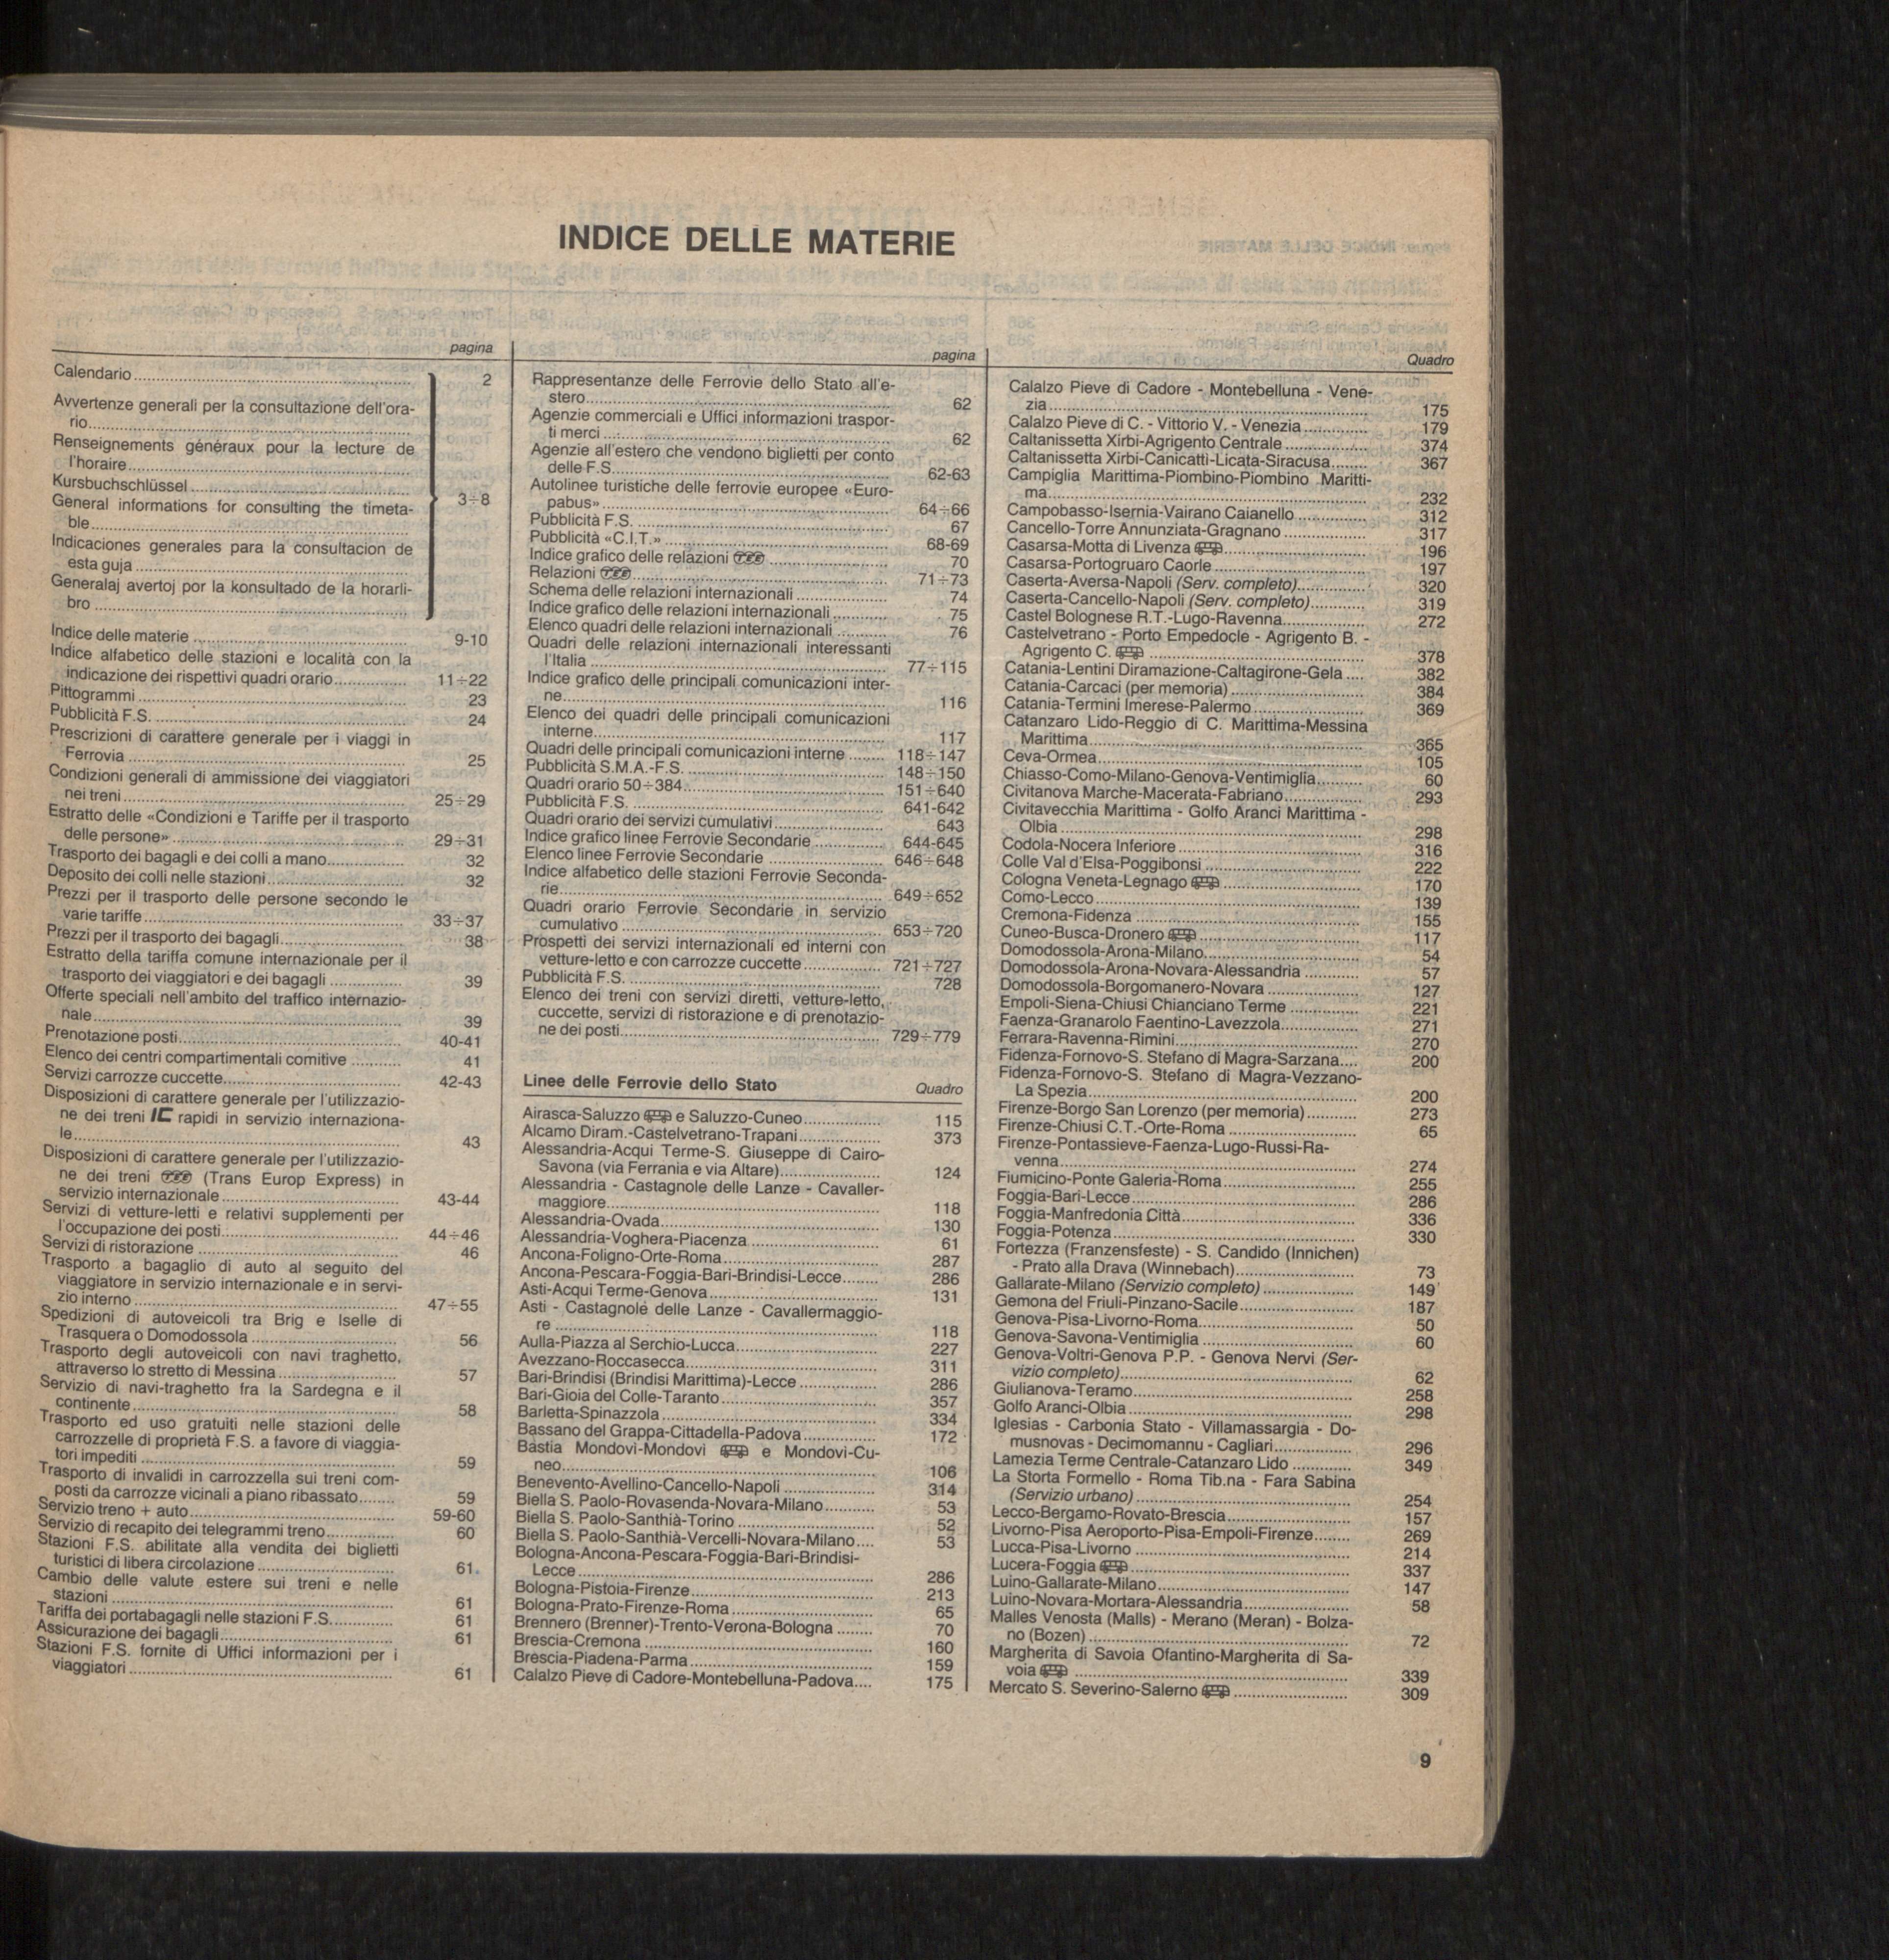 INDICE DELLE MATERIE
pagina
Calendario ........ 2
Avvertenze generali per la consultazione dell'ora-
rio........
Renseignements généraux pour la lecture de
l'horaire........
Kursbuchschlüssel ........
General informations for consulting the timeta- 3÷8
ble........
Indicaciones generales para la consultacion de
esta guja ........
Generalaj avertoj por la konsultado de la horarli-
bro ........
Indice delle materie ........ 9-10
Indice alfabetico delle stazioni e località con la
indicazione dei rispettivi quadri orario........ 11÷22
Pittogrammi ........ 23
Pubblicità F.S. ........ 24
Prescrizioni di carattere generale per i viaggi in
Ferrovia ........ 25
Condizioni generali di ammissione dei viaggiatori
nei treni ........ 25÷29
Estratto delle «Condizioni e Tariffe per il trasporto
delle persone» ........ 29÷31
Trasporto dei bagagli e dei colli a mano........ 32
Deposito dei colli nelle stazioni........ 32
Prezzi per il trasporto delle persone secondo le
varie tariffe ........ 33÷37
Prezzi per il trasporto dei bagagli........ 38
Estratto della tariffa comune internazionale per il
trasporto dei viaggiatori e dei bagagli ........ 39
Offerte speciali nell'ambito del traffico internazio-
nale........ 39
Prenotazione posti........ 40-41
Elenco dei centri compartimentali comitive ........ 41
Servizi carrozze cuccette........ 42-43
Disposizioni di carattere generale per l'utilizzazio-
ne dei treni IC rapidi in servizio internaziona-
le........ 43
Disposizioni di carattere generale per l'utilizzazio-
ne dei treni TEE (Trans Europ Express) in
servizio internazionale ........ 43-44
Servizi di vetture-letti e relativi supplementi per
l'occupazione dei posti........ 44÷46
Servizi di ristorazione ........ 46
Trasporto a bagaglio di auto al seguito del
viaggiatore in servizio internazionale e in servi-
zio interno ........ 47÷55
Spedizioni di autoveicoli tra Brig e Iselle di
Trasquera o Domodossola ........ 56
Trasporto degli autoveicoli con navi traghetto,
attraverso lo stretto di Messina ........ 57
Servizio di navi-traghetto fra la Sardegna e il
continente ........ 58
Trasporto ed uso gratuiti nelle stazioni delle
carrozzelle di proprietà F.S. a favore di viaggia-
tori impediti ........ 59
Trasporto di invalidi in carrozzella sui treni com-
posti da carrozze vicinali a piano ribassato........ 59
Servizio treno + auto........ 59-60
Servizio di recapito dei telegrammi treno........ 60
Stazioni F.S. abilitate alla vendita dei biglietti
turistici di libera circolazione ........ 61
Cambio delle valute estere sui treni e nelle
stazioni ........ 61
Tariffa dei portabagagli nelle stazioni F.S........ 61
Assicurazione dei bagagli ........ 61
Stazioni F.S. fornite di Uffici informazioni per i
viaggiatori ........ 61
pagina
Rappresentanze delle Ferrovie dello Stato all'e-
stero........ 62
Agenzie commerciali e Uffici informazioni traspor-
ti merci ........ 62
Agenzie all'estero che vendono biglietti per conto
delle F.S........ 62-63
Autolinee turistiche delle ferrovie europee «Euro-
pabus» ........ 64÷66
Pubblicità F.S. ........ 67
Pubblicità «C.I.T.» ........ 68-69
Indice grafico delle relazioni TEE ........ 70
Relazioni TEE ........ 71÷73
Schema delle relazioni internazionali ........ 74
Indice grafico delle relazioni internazionali ........ 75
Elenco quadri delle relazioni internazionali ........ 76
Quadri delle relazioni internazionali interessanti
l'Italia ........ 77÷115
Indice grafico delle principali comunicazioni inter-
ne........ 116
Elenco dei quadri delle principali comunicazioni
interne........ 117
Quadri delle principali comunicazioni interne ........ 118÷147
Pubblicità S.M.A.-F.S. ........ 148÷150
Quadri orario 50÷384........ 151÷640
Pubblicità F.S. ........ 641-642
Quadri orario dei servizi cumulativi........ 643
Indice grafico linee Ferrovie Secondarie ........ 644-645
Elenco linee Ferrovie Secondarie ........ 646÷648
Indice alfabetico delle stazioni Ferrovie Seconda-
rie........ 649÷652
Quadri orario Ferrovie Secondarie in servizio
cumulativo ........ 653÷720
Prospetti dei servizi internazionali ed interni con
vetture-letto e con carrozze cuccette ........ 721÷727
Pubblicità F.S. ........ 728
Elenco dei treni con servizi diretti, vetture-letto,
cuccette, servizi di ristorazione e di prenotazio-
ne dei posti........ 729÷779
Linee delle Ferrovie dello Stato Quadro
Airasca-Saluzzo e Saluzzo-Cuneo........ 115
Alcamo Diram.-Castelvetrano-Trapani........ 373
Alessandria-Acqui Terme-S. Giuseppe di Cairo-
Savona (via Ferrania e via Altare)........ 124
Alessandria - Castagnole delle Lanze - Cavaller-
maggiore........ 118
Alessandria-Ovada........ 130
Alessandria-Voghera-Piacenza........ 61
Ancona-Foligno-Orte-Roma........ 287
Ancona-Pescara-Foggia-Bari-Brindisi-Lecce........ 286
Asti-Acqui Terme-Genova........ 131
Asti - Castagnole delle Lanze - Cavallermaggio-
re ........ 118
Aulla-Piazza al Serchio-Lucca........ 227
Avezzano-Roccasecca........ 311
Bari-Brindisi (Brindisi Marittima)-Lecce ........ 286
Bari-Gioia del Colle-Taranto........ 357
Barletta-Spinazzola ........ 334
Bassano del Grappa-Cittadella-Padova........ 172
Bastia Mondovì-Mondovì e Mondovì-Cu-
neo........ 106
Benevento-Avellino-Cancello-Napoli ........ 314
Biella S. Paolo-Rovasenda-Novara-Milano........ 53
Biella S. Paolo-Santhià-Torino ........ 52
Biella S. Paolo-Santhià-Vercelli-Novara-Milano.... 53
Bologna-Ancona-Pescara-Foggia-Bari-Brindisi-
Lecce ........ 286
Bologna-Pistoia-Firenze........ 213
Bologna-Prato-Firenze-Roma ........ 65
Brennero (Brenner)-Trento-Verona-Bologna ........ 70
Brescia-Cremona ........ 160
Brescia-Piadena-Parma........ 159
Calalzo Pieve di Cadore-Montebelluna-Padova.... 175
Quadro
Calalzo Pieve di Cadore - Montebelluna - Vene-
zia ........ 175
Calalzo Pieve di C. - Vittorio V. - Venezia ........ 179
Caltanissetta Xirbi-Agrigento Centrale ........ 374
Caltanissetta Xirbi-Canicattì-Licata-Siracusa........ 367
Campiglia Marittima-Piombino-Piombino Maritti-
ma........ 232
Campobasso-Isernia-Vairano Caianello ........ 312
Cancello-Torre Annunziata-Gragnano ........ 317
Casarsa-Motta di Livenza ........ 196
Casarsa-Portogruaro Caorle ........ 197
Caserta-Aversa-Napoli (Serv. completo)........ 320
Caserta-Cancello-Napoli (Serv. completo)........ 319
Castel Bolognese R.T.-Lugo-Ravenna........ 272
Castelvetrano - Porto Empedocle - Agrigento B. -
Agrigento C. ........ 378
Catania-Lentini Diramazione-Caltagirone-Gela .... 382
Catania-Carcaci (per memoria) ........ 384
Catania-Termini Imerese-Palermo........ 369
Catanzaro Lido-Reggio di C. Marittima-Messina
Marittima........ 365
Ceva-Ormea........ 105
Chiasso-Como-Milano-Genova-Ventimiglia........ 60
Civitanova Marche-Macerata-Fabriano........ 293
Civitavecchia Marittima - Golfo Aranci Marittima -
Olbia ........ 298
Codola-Nocera Inferiore ........ 316
Colle Val d'Elsa-Poggibonsi ........ 222
Cologna Veneta-Legnago ........ 170
Como-Lecco ........ 139
Cremona-Fidenza ........ 155
Cuneo-Busca-Dronero ........ 117
Domodossola-Arona-Milano........ 54
Domodossola-Arona-Novara-Alessandria ........ 57
Domodossola-Borgomanero-Novara ........ 127
Empoli-Siena-Chiusi Chianciano Terme ........ 221
Faenza-Granarolo Faentino-Lavezzola........ 271
Ferrara-Ravenna-Rimini........ 270
Fidenza-Fornovo-S. Stefano di Magra-Sarzana.... 200
Fidenza-Fornovo-S. Stefano di Magra-Vezzano-
La Spezia........ 200
Firenze-Borgo San Lorenzo (per memoria) ........ 273
Firenze-Chiusi C.T.-Orte-Roma ........ 65
Firenze-Pontassieve-Faenza-Lugo-Russi-Ra-
venna........ 274
Fiumicino-Ponte Galeria-Roma........ 255
Foggia-Bari-Lecce........ 286
Foggia-Manfredonia Città........ 336
Foggia-Potenza ........ 330
Fortezza (Franzensfeste) - S. Candido (Innichen)
- Prato alla Drava (Winnebach)........ 73
Gallarate-Milano (Servizio completo) ........ 149
Gemona del Friuli-Pinzano-Sacile........ 187
Genova-Pisa-Livorno-Roma........ 50
Genova-Savona-Ventimiglia ........ 60
Genova-Voltri-Genova P.P. - Genova Nervi (Ser-
vizio completo)........ 62
Giulianova-Teramo........ 258
Golfo Aranci-Olbia ........ 298
Iglesias - Carbonia Stato - Villamassargia - Do-
musnovas - Decimomannu - Cagliari........ 296
Lamezia Terme Centrale-Catanzaro Lido ........ 349
La Storta Formello - Roma Tib.na - Fara Sabina
(Servizio urbano) ........ 254
Lecco-Bergamo-Rovato-Brescia........ 157
Livorno-Pisa Aeroporto-Pisa-Empoli-Firenze........ 269
Lucca-Pisa-Livorno ........ 214
Lucera-Foggia ........ 337
Luino-Gallarate-Milano........ 147
Luino-Novara-Mortara-Alessandria........ 58
Malles Venosta (Malls) - Merano (Meran) - Bolza-
no (Bozen) ........ 72
Margherita di Savoia Ofantino-Margherita di Sa-
voia ........ 339
Mercato S. Severino-Salerno ........ 309
9